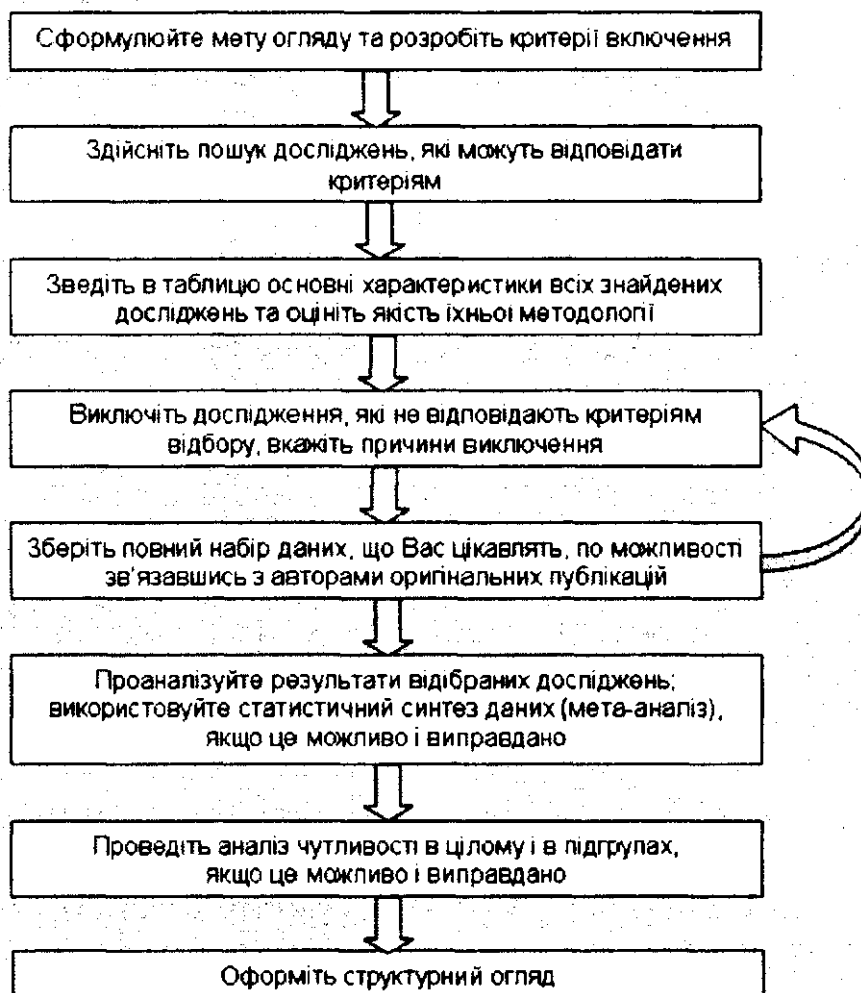 Сформулюйте мету огляду та розробіть критерії включення
Здійсніть пошук досліджень, які можуть відповідати
критеріям
Зведіть в таблицю основні характеристики всіх знайдених
досліджень та оцініть якість їхньої методології
Виключіть дослідження, які не відповідають критеріям
відбору, вкажіть причини виключення
Зберіть повний набір даних, що Вас цікавлять, по можливості
зв'язавшись з авторами оригінальних публікацій
Проаналізуйте результати відібраних досліджень;
використовуйте статистичний синтез даних (мета-аналіз),
якщо це можливо і виправдано
Проведіть аналіз чутливості в цілому і в підгрупах,
якщо це можливо і виправдано
Оформіть структурний огляд